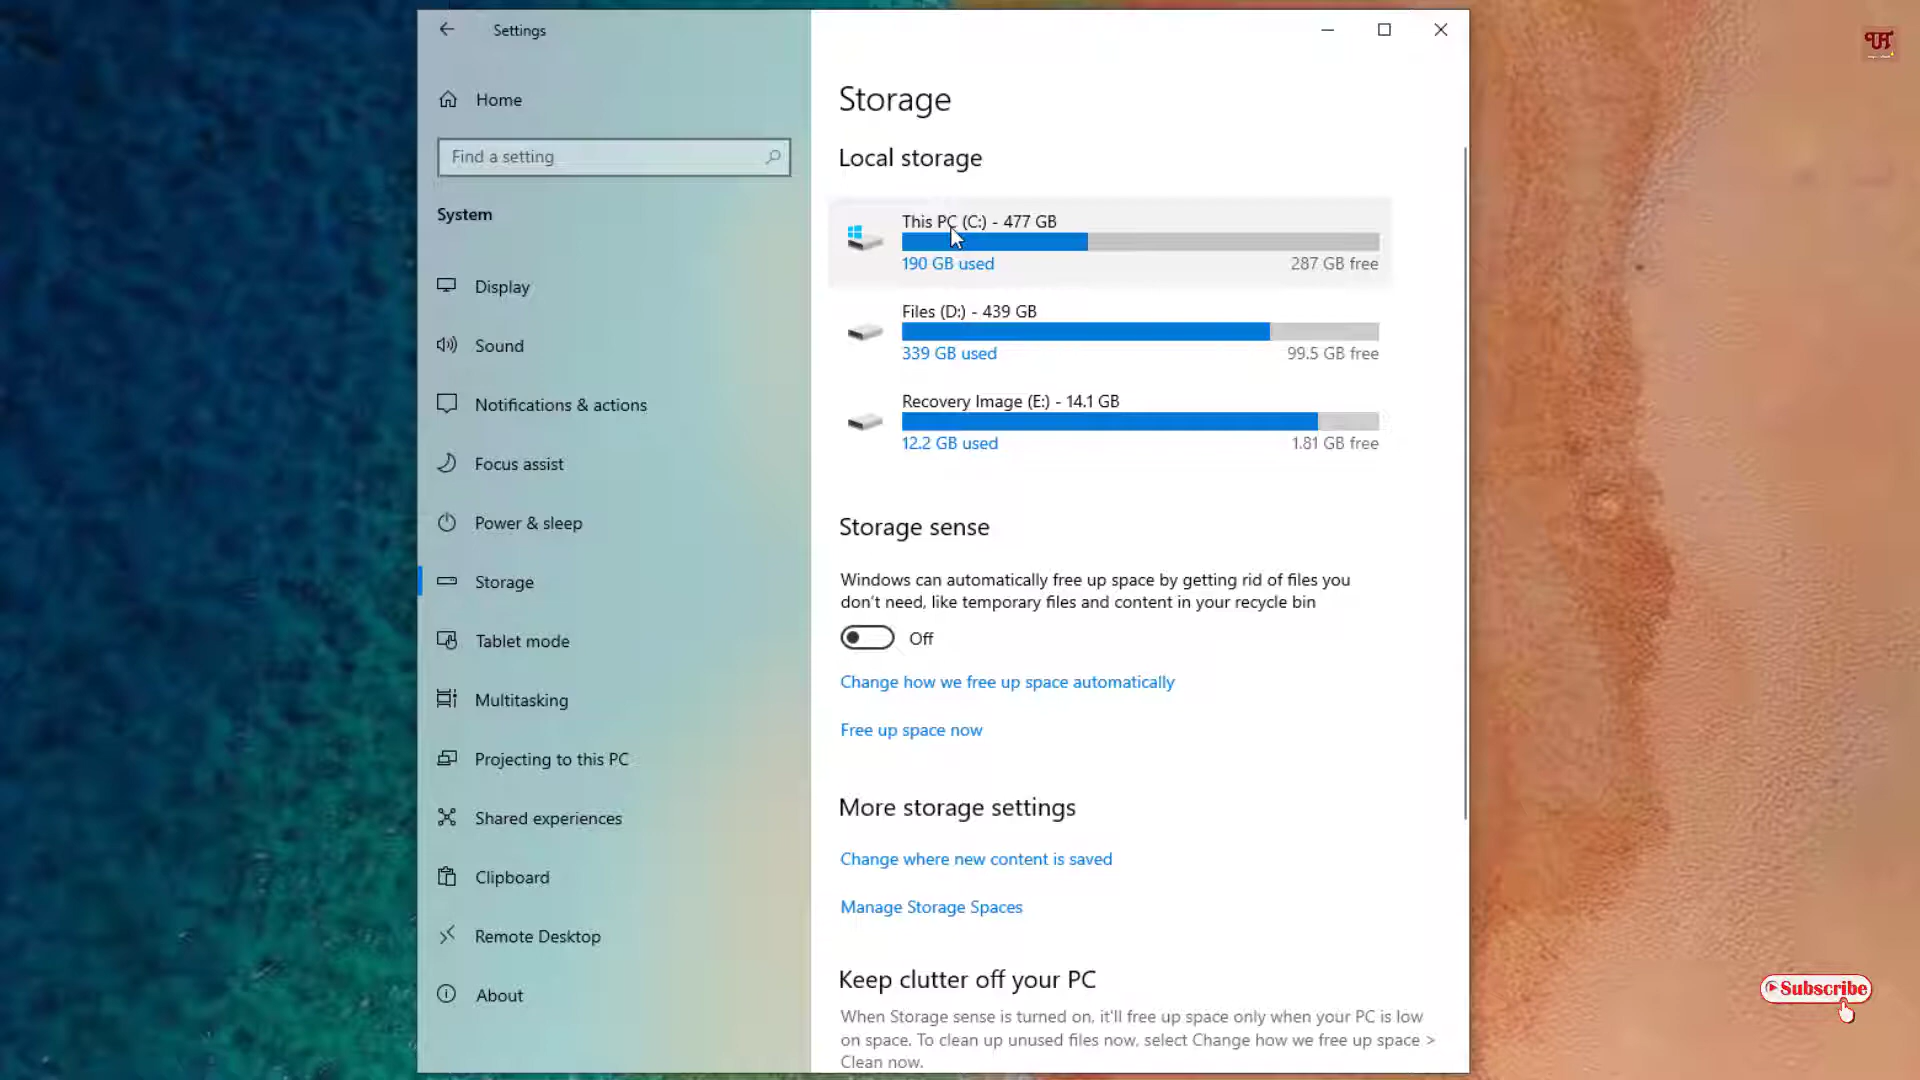 Settings
Home
Find a setting
System
Display
Sound
Notifications & actions
Focus assist
Power & sleep
Storage
Tablet mode
Multitasking
Projecting to this PC
Shared experiences
Clipboard
Remote Desktop
About
Storage
Local storage
This PC (C:) - 477 GB
190 GB used
287 GB free
Files (D:) - 439 GB
339 GB used
99.5 GB free
Recovery Image (E:) - 14.1 GB
12.2 GB used
1.81 GB free
Storage sense
Windows can automatically free up space by getting rid of files you
don't need, like temporary files and content in your recycle bin
Off
Change how we free up space automatically
Free up space now
More storage settings
Change where new content is saved
Manage Storage Spaces
Keep clutter off your PC
When Storage sense is turned on, it'll free up space only when your PC is low
on space. To clean up unused files now, select Change how we free up space >
Clean now.
Subscribe